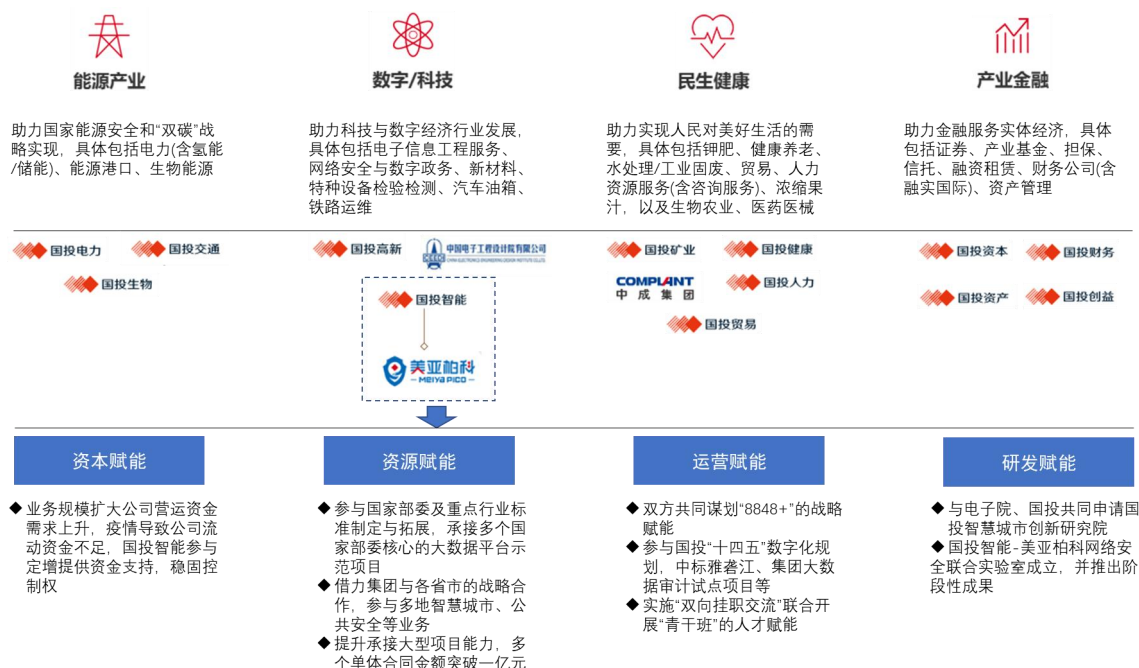 能源产业
助力国家能源安全和“双碳”战
略实现，具体包括电力(含氢能
/储能)、能源港口、生物能源
数字/科技
助力科技与数字经济行业发展，
具体包括电子信息工程服务、
网络安全与数字政务、新材料、
特种设备检验检测、汽车油箱、
铁路运维
民生健康
助力实现人民对美好生活的需
要，具体包括钾肥、健康养老、
水处理/工业固废、贸易、人力
资源服务(含咨询服务)、浓缩果
汁，以及生物农业、医药医械
产业金融
助力金融服务实体经济，具体
包括证券、产业基金、担保、
信托、融资租赁、财务公司(含
融实国际)、资产管理
国投电力
国投交通
国投生物
国投高新
中国电子工程设计院有限公司
国投智能
美亚柏科
MEIYA PICO
国投矿业
国投健康
COMPLANT
中成集团
国投人力
国投贸易
国投资本
国投财务
国投资产
国投创益
资本赋能
业务规模扩大公司营运资金
需求上升，疫情导致公司流
动资金不足，国投智能参与
定增提供资金支持，稳固控
制权
资源赋能
参与国家部委及重点行业标
准制定与拓展，承接多个国
家部委核心的大数据平台示
范项目
借力集团与各省市的战略合
作，参与多地智慧城市、公
共安全等业务
提升承接大型项目能力，多
个单体合同金额突破一亿元
运营赋能
双方共同谋划“8848+”的战略
赋能
参与国投“十四五”数字化规
划，中标雅砻江、集团大数
据审计试点项目等
实施“双向挂职交流”联合开
展“青干班”的人才赋能
研发赋能
与电子院、国投共同申请国
投智慧城市创新研究院
国投智能-美亚柏科网络安
全联合实验室成立，并推出阶
段性成果